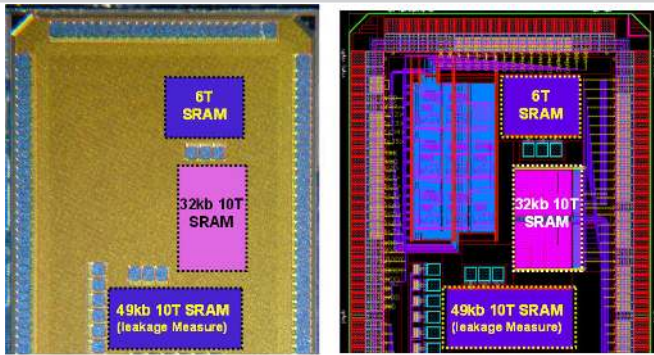 6T
SRAM
32kb 10T
SRAM
49kb 10T SRAM
(leakage Measure)
6T
SRAM
32kb 10T
SRAM
49kb 10T SRAM
(leakage Measure)